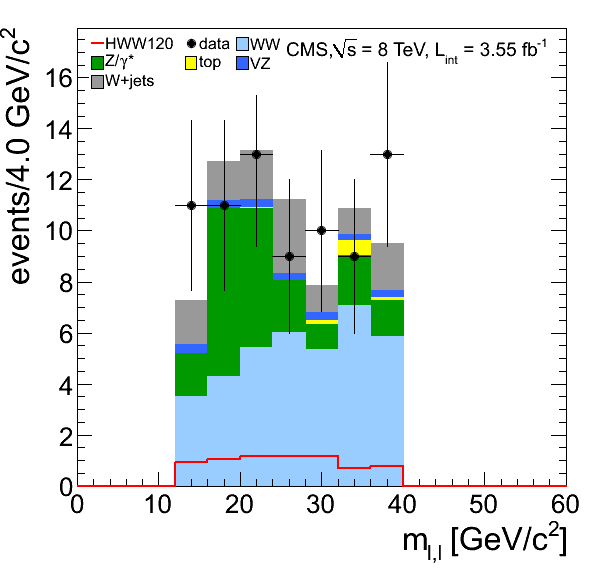 HWW120 data WW CMS,√s = 8 TeV, L_int = 3.55 fb⁻¹
Z/γ* top VZ
W+jets
events/4.0 GeV/c²
16
14
12
10
8
6
4
2
0
0 10 20 30 40 50 60
m_l,l [GeV/c²]